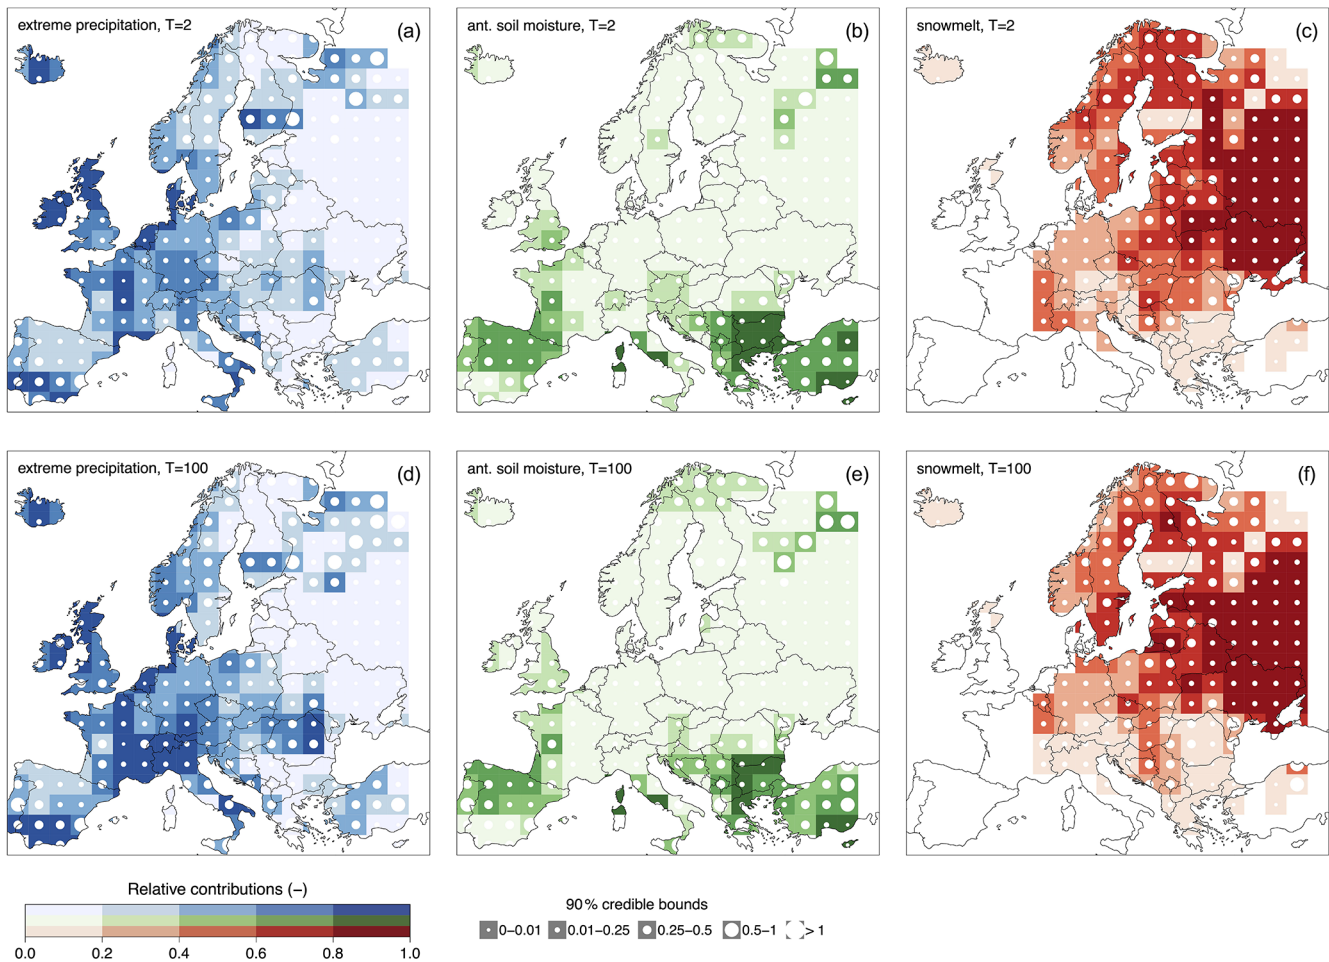 extreme precipitation, T=2 (a)
ant. soil moisture, T=2 (b)
snowmelt, T=2 (c)
extreme precipitation, T=100 (d)
ant. soil moisture, T=100 (e)
snowmelt, T=100 (f)
Relative contributions (−)
0.0 0.2 0.4 0.6 0.8 1.0
90 % credible bounds
0−0.01 0.01−0.25 0.25−0.5 0.5−1 > 1